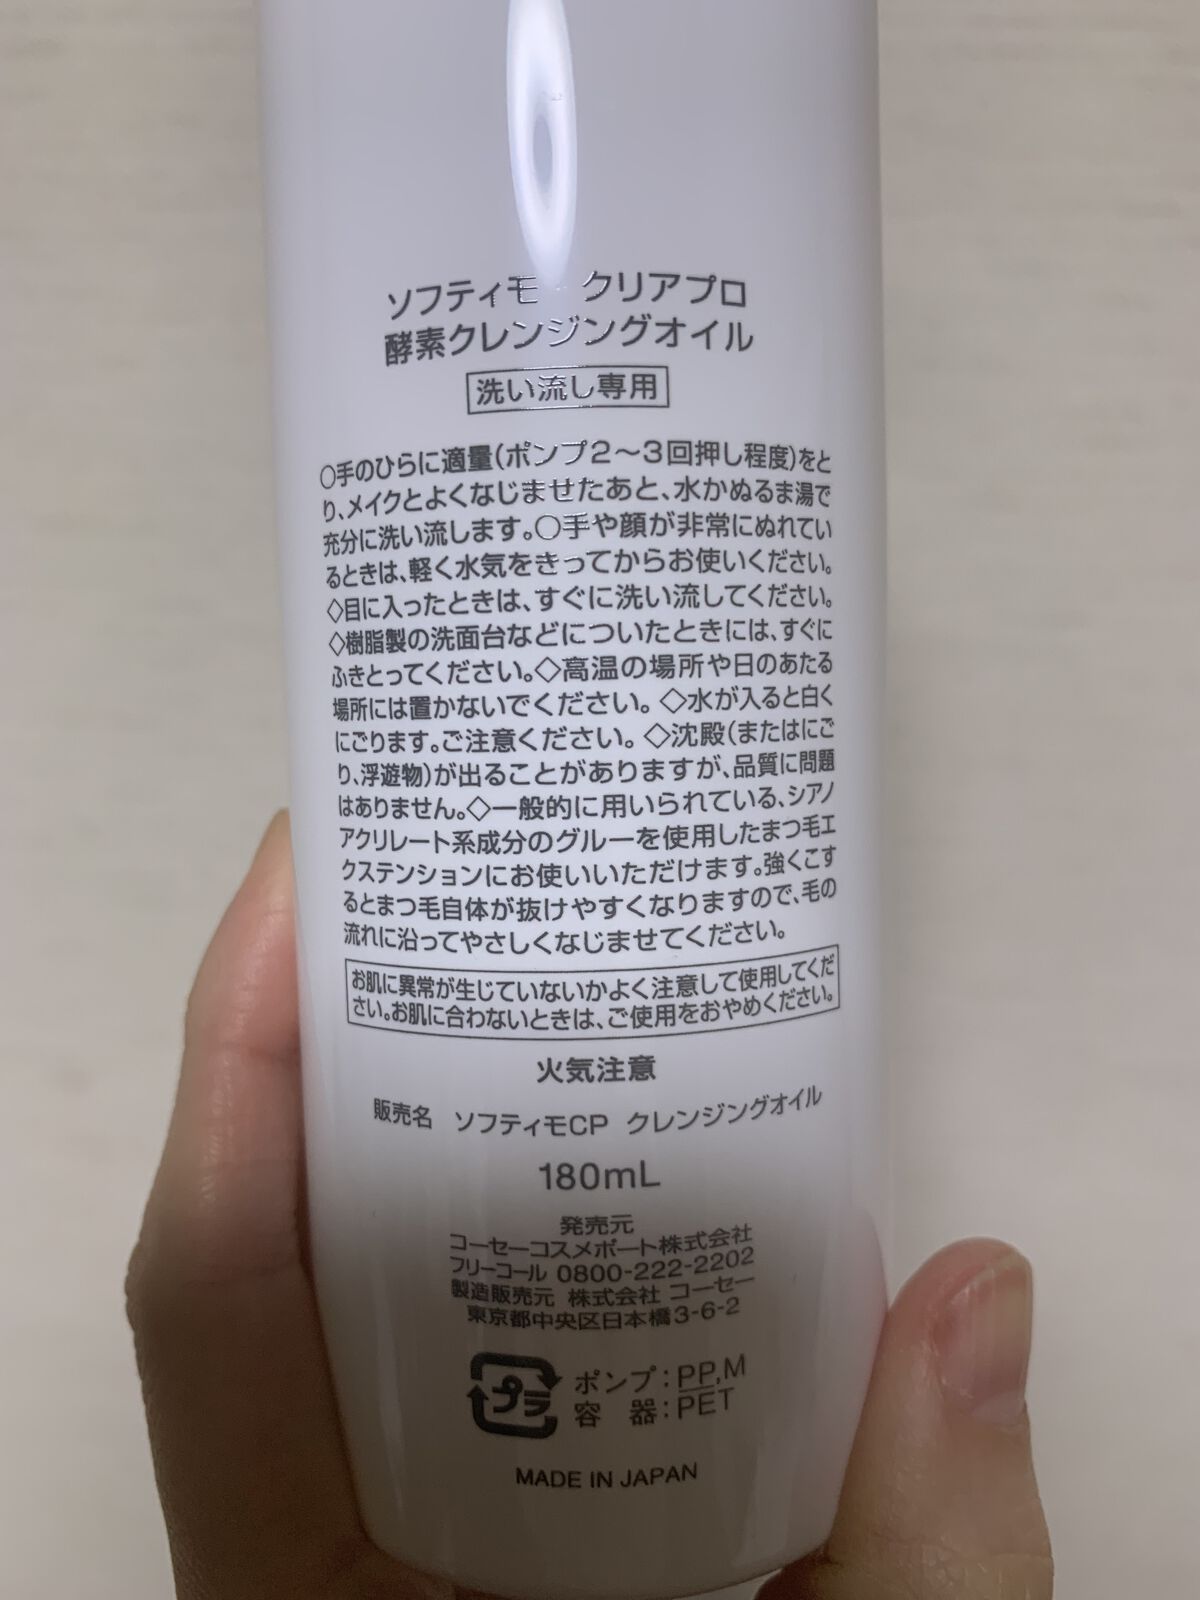 ソフティモ クリアプロ
酵素クレンジングオイル
洗い流し専用
○手のひらに適量(ポンプ2～3回押し程度)をと
り、メイクとよくなじませたあと、水かぬるま湯で
充分に洗い流します。○手や顔が非常にぬれてい
るときは、軽く水気をきってからお使いください。
◇目に入ったときは、すぐに洗い流してください。
◇樹脂製の洗面台などについたときには、すぐに
ふきとってください。◇高温の場所や日のあたる
場所には置かないでください。◇水が入ると白く
にごります。ご注意ください。◇沈殿(またはにご
り、浮遊物)が出ることがありますが、品質に問題
はありません。◇一般的に用いられている、シアノ
アクリレート系成分のグルーを使用したまつ毛エ
クステンションにお使いいただけます。強くこす
るとまつ毛自体が抜けやすくなりますので、毛の
流れに沿ってやさしくなじませてください。
お肌に異常が生じていないかよく注意して使用してくだ
さい。お肌に合わないときは、ご使用をおやめください。
火気注意
販売名 ソフティモCP クレンジングオイル
180mL
発売元
コーセーコスメポート株式会社
フリーコール 0800-222-2202
製造販売元 株式会社 コーセー
東京都中央区日本橋3-6-2
プラ ポンプ:PP,M
容 器:PET
MADE IN JAPAN